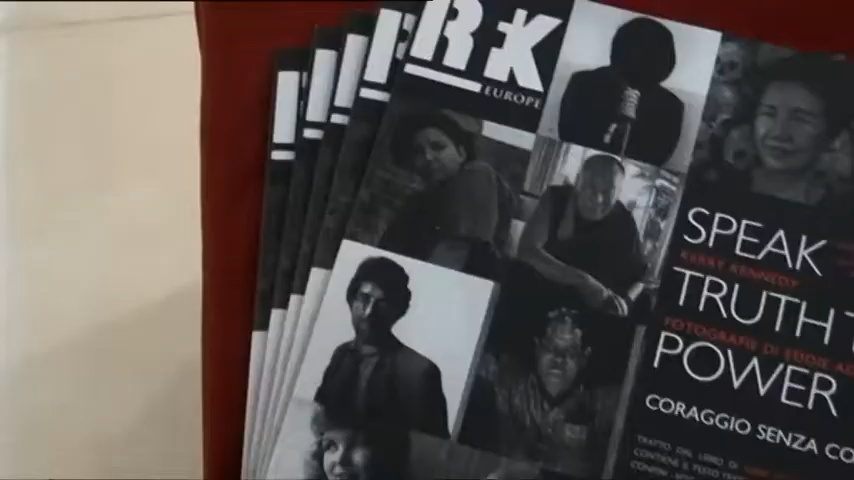 RFK
EUROPE
SPEAK
KERRY KENNEDY
TRUTH T
FOTOGRAFIE DI EDDIE AD
POWER
CORAGGIO SENZA CO
TRATTO DAL LIBRO DI
CONTIENE IL TESTO